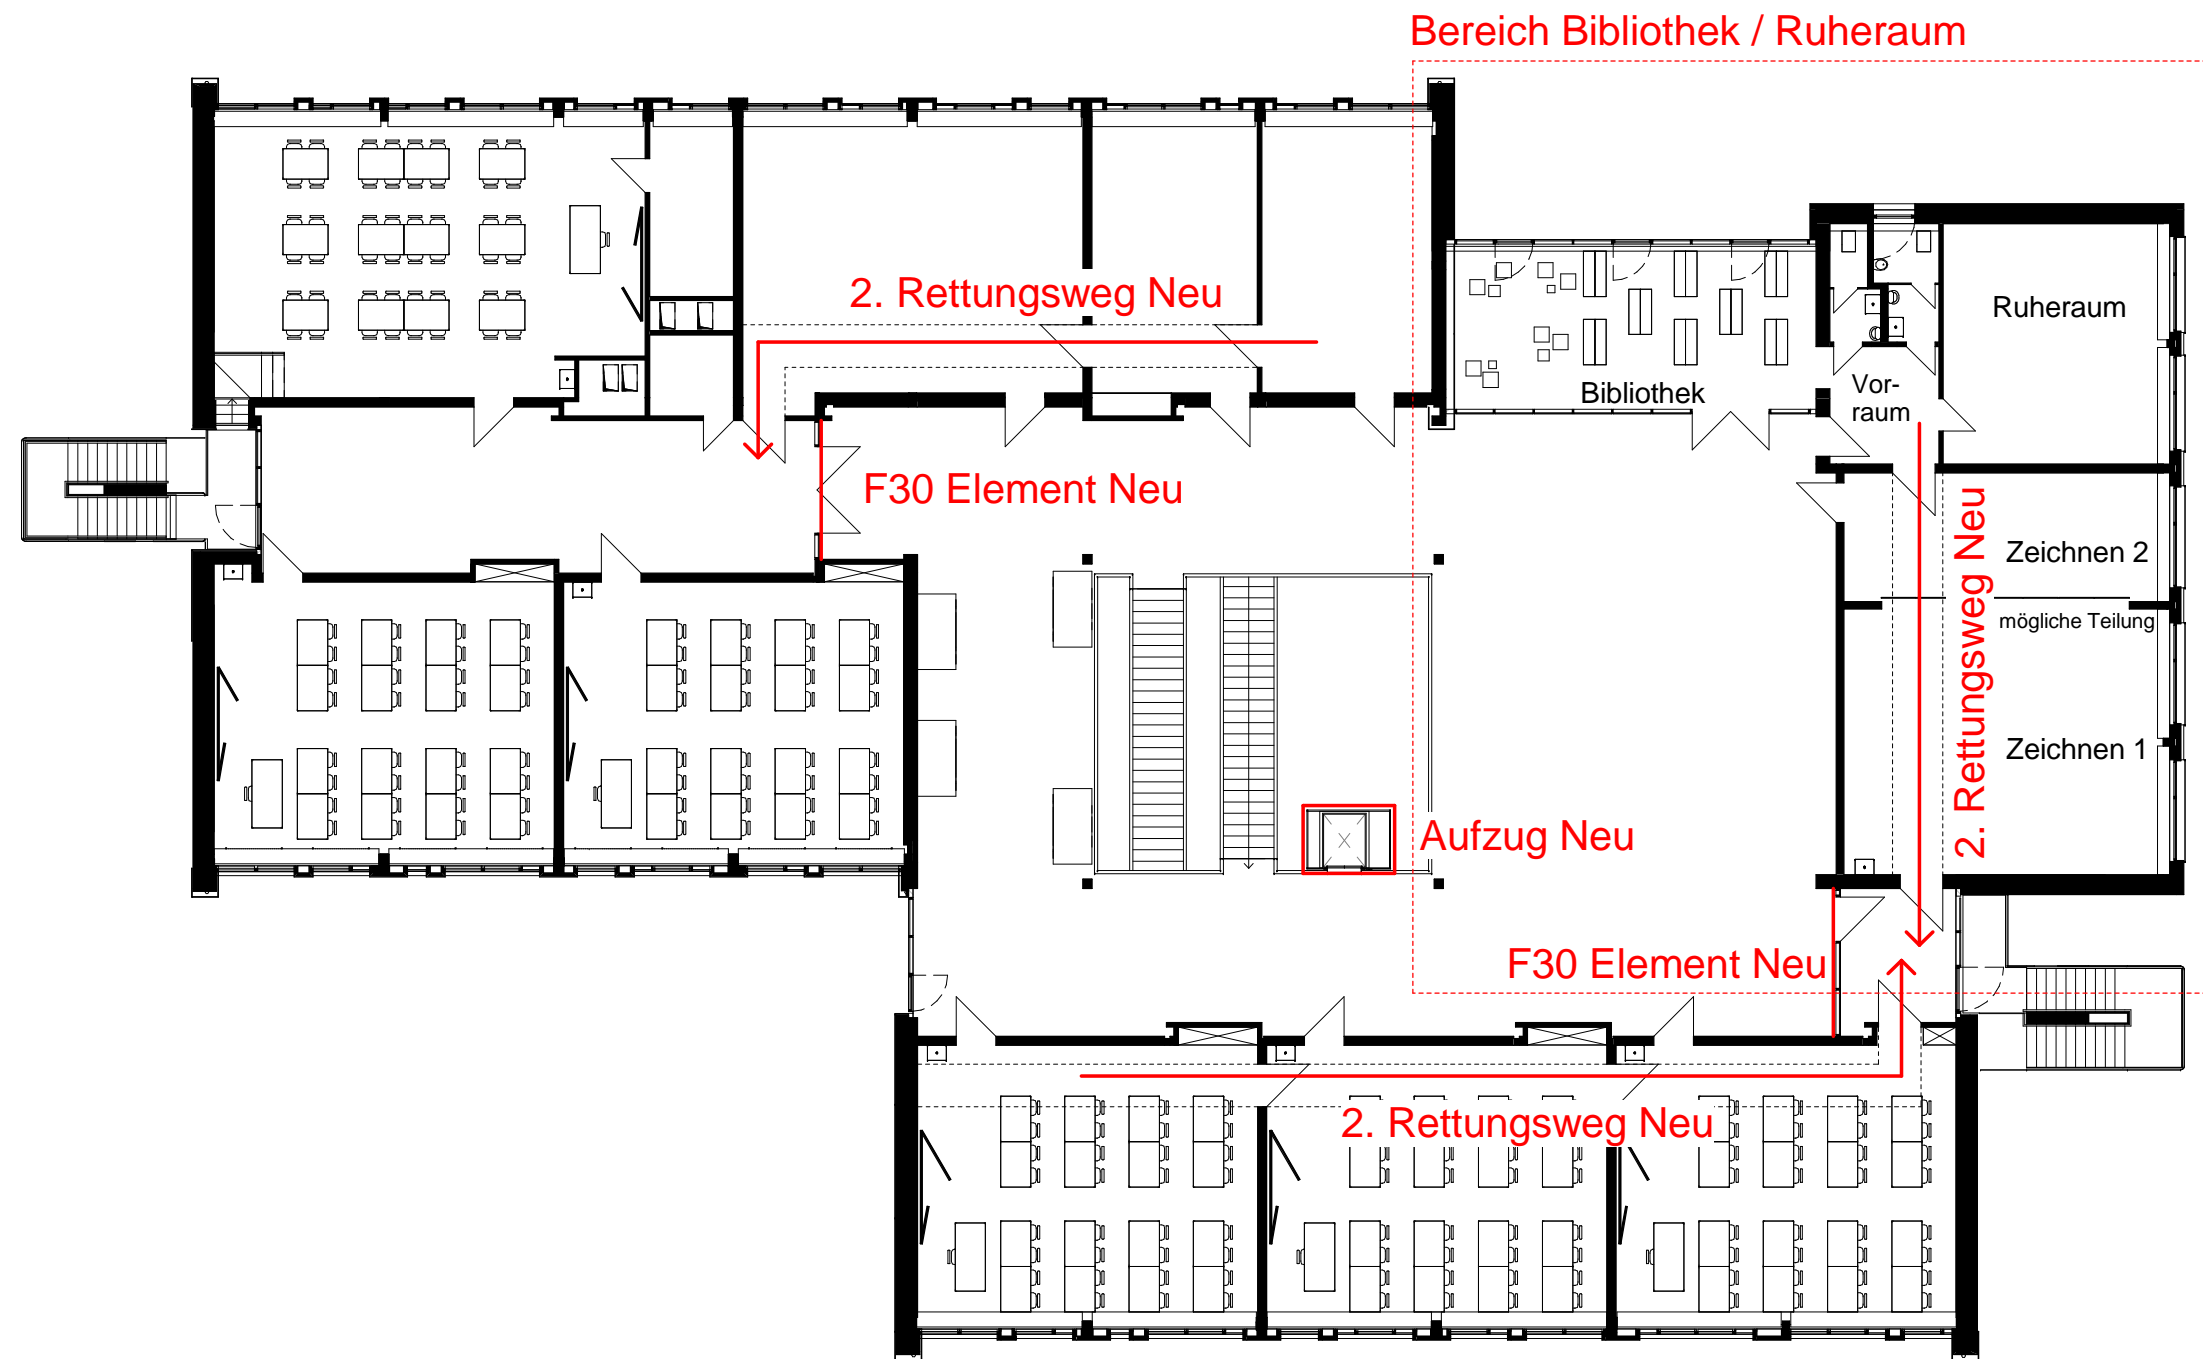 Bereich Bibliothek / Ruheraum
2. Rettungsweg Neu
Ruheraum
Bibliothek
Vor-
raum
F30 Element Neu
2. Rettungsweg Neu
Zeichnen 2
mögliche Teilung
Zeichnen 1
Aufzug Neu
F30 Element Neu
2. Rettungsweg Neu